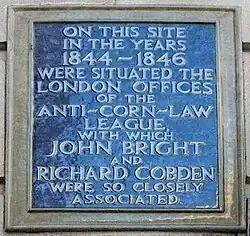 ON THIS SITE
IN THE YEARS
1844 – 1846
WERE SITUATED THE
LONDON OFFICES
OF THE
ANTI-CORN-LAW
LEAGUE,
WITH WHICH
JOHN BRIGHT
AND
RICHARD COBDEN
WERE SO CLOSELY
ASSOCIATED.